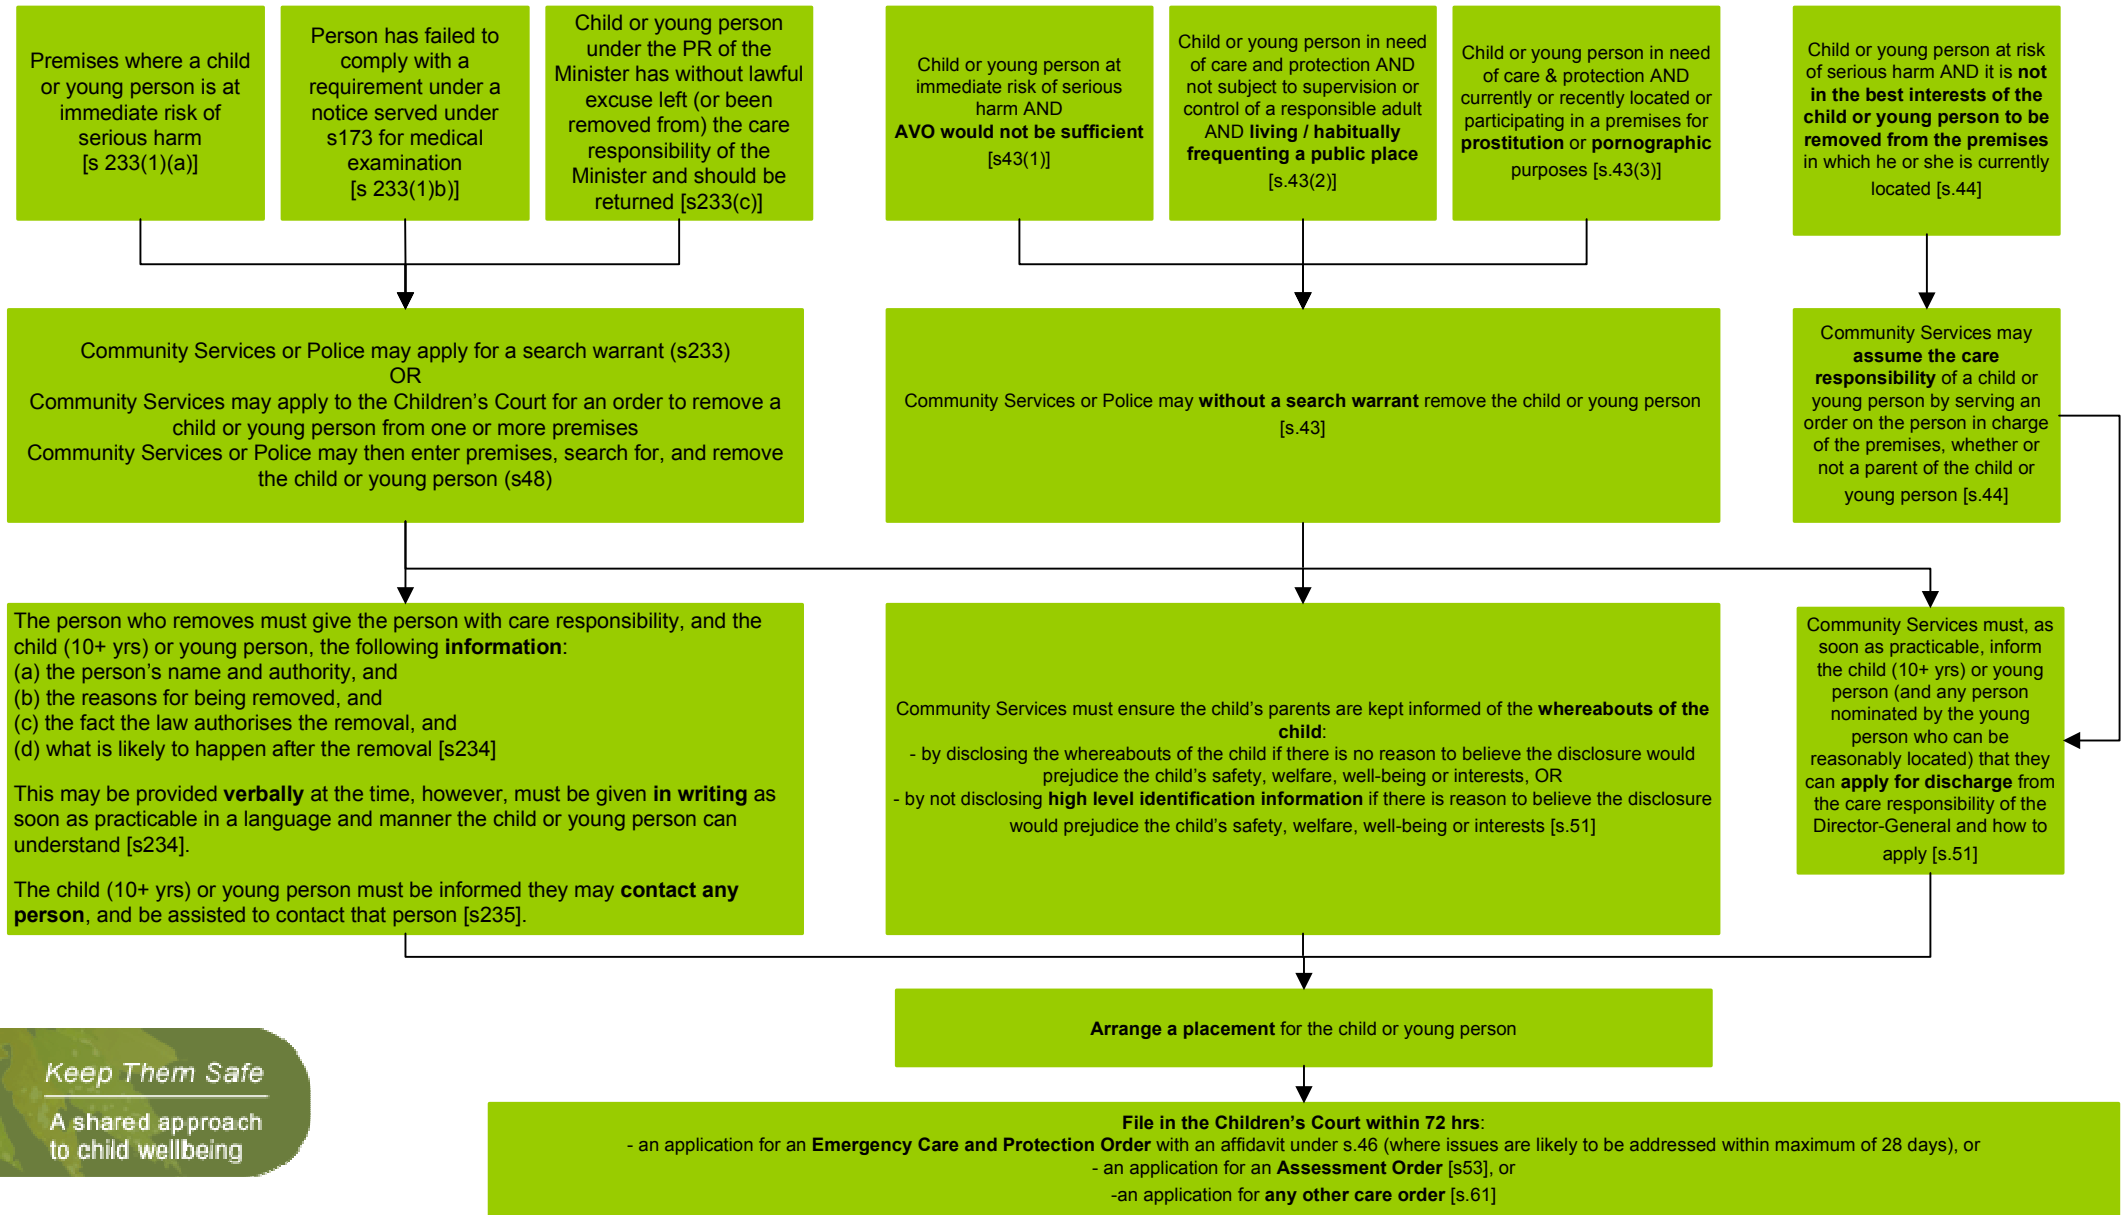 Premises where a child
or young person is at
immediate risk of
serious harm
[s 233(1)(a)]
Person has failed to
comply with a
requirement under a
notice served under
s173 for medical
examination
[s 233(1)b)]
Child or young person
under the PR of the
Minister has without lawful
excuse left (or been
removed from) the care
responsibility of the
Minister and should be
returned [s233(c)]
Child or young person at
immediate risk of serious
harm AND
AVO would not be sufficient
[s43(1)]
Child or young person in need
of care and protection AND
not subject to supervision or
control of a responsible adult
AND living / habitually
frequenting a public place
[s.43(2)]
Child or young person in need
of care & protection AND
currently or recently located or
participating in a premises for
prostitution or pornographic
purposes [s.43(3)]
Child or young person at risk
of serious harm AND it is not
in the best interests of the
child or young person to be
removed from the premises
in which he or she is currently
located [s.44]
Community Services or Police may apply for a search warrant (s233)
OR
Community Services may apply to the Children's Court for an order to remove a
child or young person from one or more premises
Community Services or Police may then enter premises, search for, and remove
the child or young person (s48)
Community Services or Police may without a search warrant remove the child or young person
[s.43]
Community Services may
assume the care
responsibility of a child or
young person by serving an
order on the person in charge
of the premises, whether or
not a parent of the child or
young person [s.44]
The person who removes must give the person with care responsibility, and the
child (10+ yrs) or young person, the following information:
(a) the person's name and authority, and
(b) the reasons for being removed, and
(c) the fact the law authorises the removal, and
(d) what is likely to happen after the removal [s234]
This may be provided verbally at the time, however, must be given in writing as
soon as practicable in a language and manner the child or young person can
understand [s234].
The child (10+ yrs) or young person must be informed they may contact any
person, and be assisted to contact that person [s235].
Community Services must ensure the child's parents are kept informed of the whereabouts of the
child:
- by disclosing the whereabouts of the child if there is no reason to believe the disclosure would
prejudice the child's safety, welfare, well-being or interests, OR
- by not disclosing high level identification information if there is reason to believe the disclosure
would prejudice the child's safety, welfare, well-being or interests [s.51]
Community Services must, as
soon as practicable, inform
the child (10+ yrs) or young
person (and any person
nominated by the young
person who can be
reasonably located) that they
can apply for discharge from
the care responsibility of the
Director-General and how to
apply [s.51]
Arrange a placement for the child or young person
Keep Them Safe
A shared approach
to child wellbeing
File in the Children's Court within 72 hrs:
- an application for an Emergency Care and Protection Order with an affidavit under s.46 (where issues are likely to be addressed within maximum of 28 days), or
- an application for an Assessment Order [s53], or
-an application for any other care order [s.61]